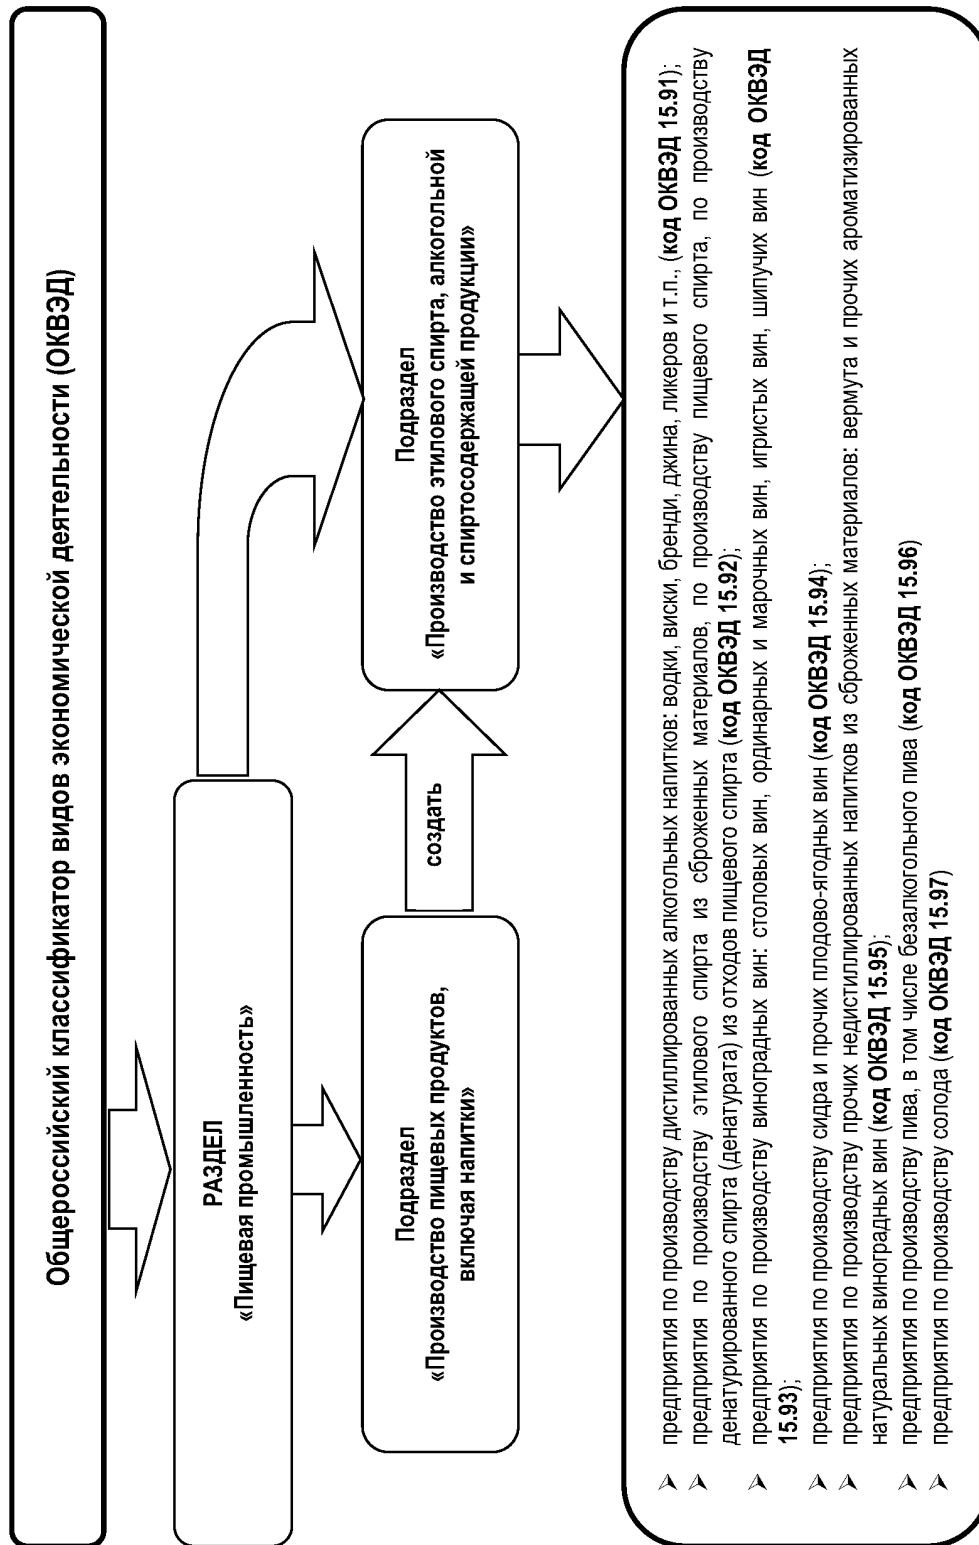 Общероссийский классификатор видов экономической деятельности (ОКВЭД)
РАЗДЕЛ
«Пищевая промышленность»
Подраздел
«Производство пищевых продуктов,
включая напитки»
создать
Подраздел
«Производство этилового спирта, алкогольной
и спиртосодержащей продукции»
➢ предприятия по производству дистиллированных алкогольных напитков: водки, виски, бренди, джина, ликеров и т.п., (код ОКВЭД 15.91);
➢ предприятия по производству этилового спирта из сброженных материалов, по производству пищевого спирта, по производству
денатурированного спирта (денатурата) из отходов пищевого спирта (код ОКВЭД 15.92);
➢ предприятия по производству виноградных вин: столовых вин, ординарных и марочных вин, игристых вин, шипучих вин (код ОКВЭД
15.93);
➢ предприятия по производству сидра и прочих плодово-ягодных вин (код ОКВЭД 15.94);
➢ предприятия по производству прочих недистиллированных напитков из сброженных материалов: вермута и прочих ароматизированных
натуральных виноградных вин (код ОКВЭД 15.95);
➢ предприятия по производству пива, в том числе безалкогольного пива (код ОКВЭД 15.96)
➢ предприятия по производству солода (код ОКВЭД 15.97)